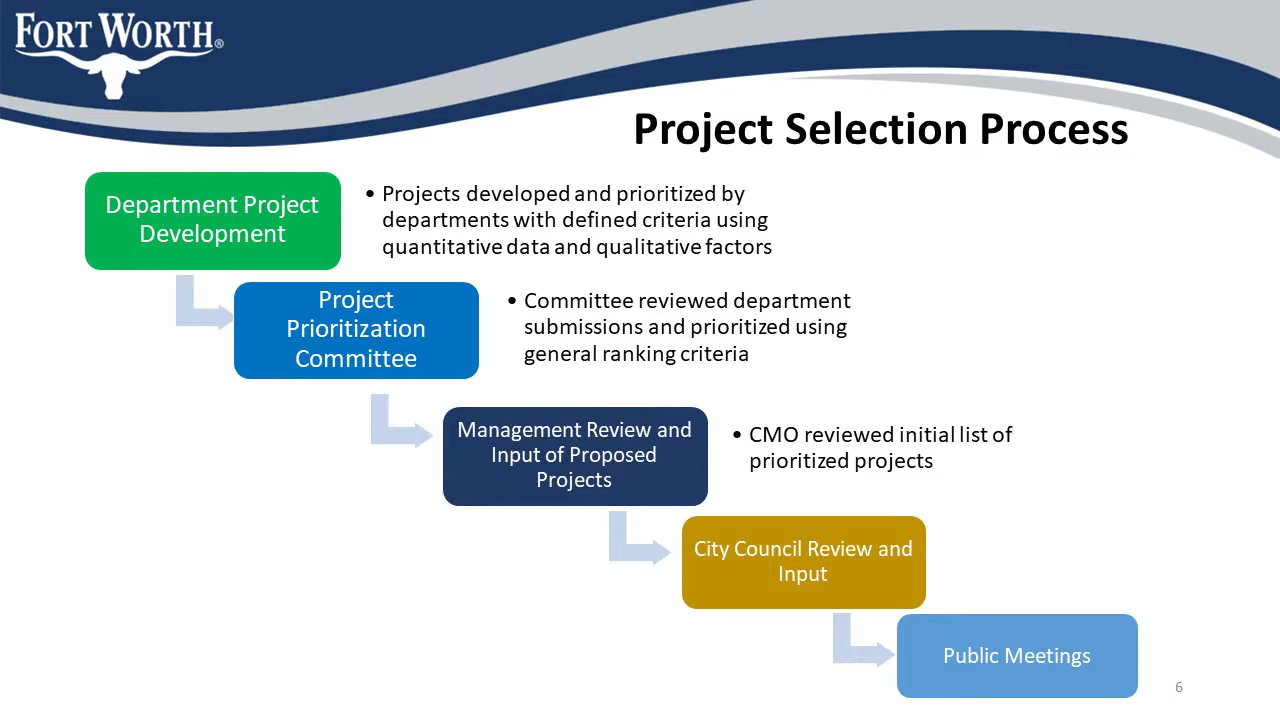 FORT WORTH®
Project Selection Process
Department Project
Development
• Projects developed and prioritized by
departments with defined criteria using
quantitative data and qualitative factors
Project
Prioritization
Committee
• Committee reviewed department
submissions and prioritized using
general ranking criteria
Management Review and
Input of Proposed
Projects
• CMO reviewed initial list of
prioritized projects
City Council Review and
Input
Public Meetings
6